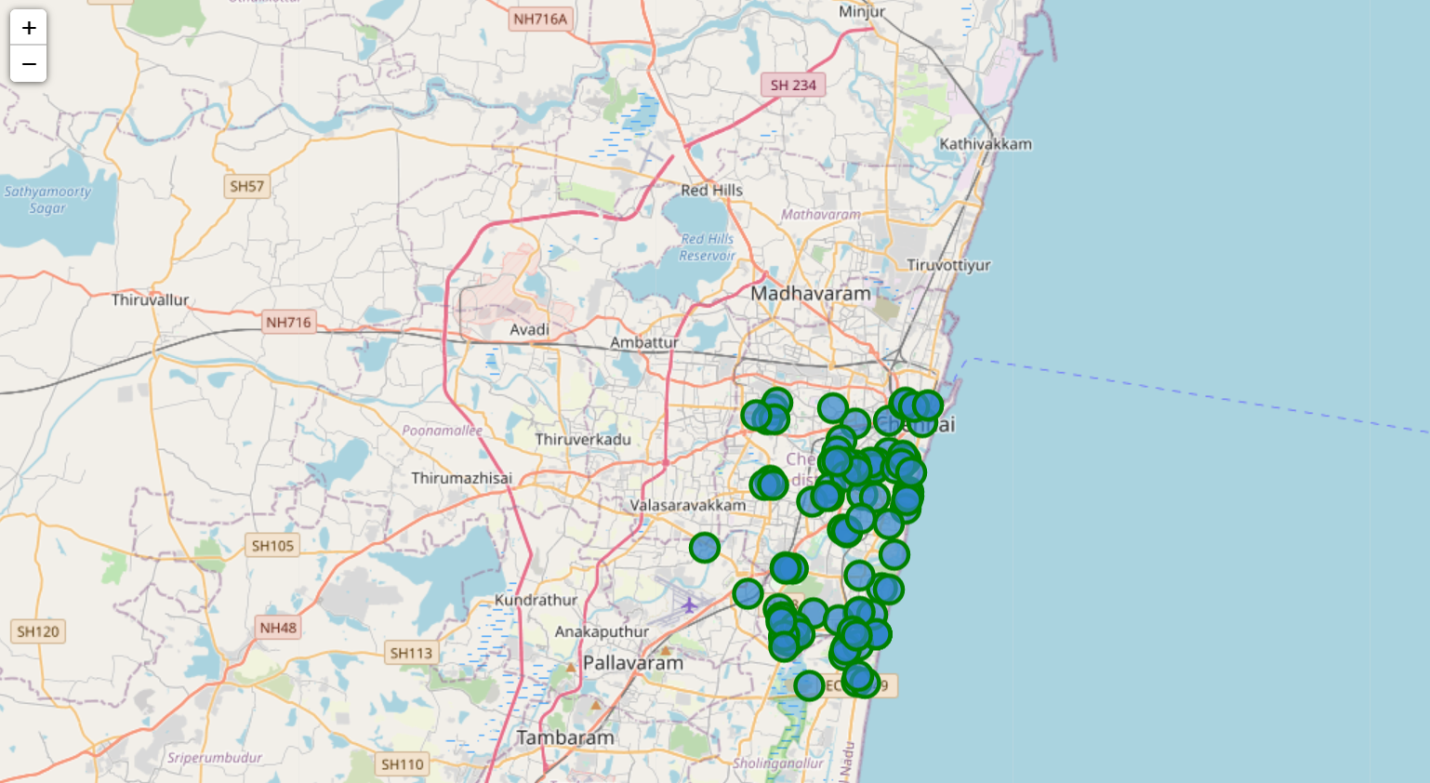 +
−
NH716A
Minjur
SH 234
Kathivakkam
SH57
Sathyamoorty
Sagar
Red Hills
Mathavaram
Red Hills
Reservoir
Tiruvottiyur
Thiruvallur
Madhavaram
NH716
Avadi
Ambattur
Poonamallee
Thiruverkadu
Thirumazhisai
Valasaravakkam
SH105
Kundrathur
SH120
NH48
Anakaputhur
SH113
Pallavaram
Tambaram
Sriperumbudur
SH110
Sholinganallur
Nadu